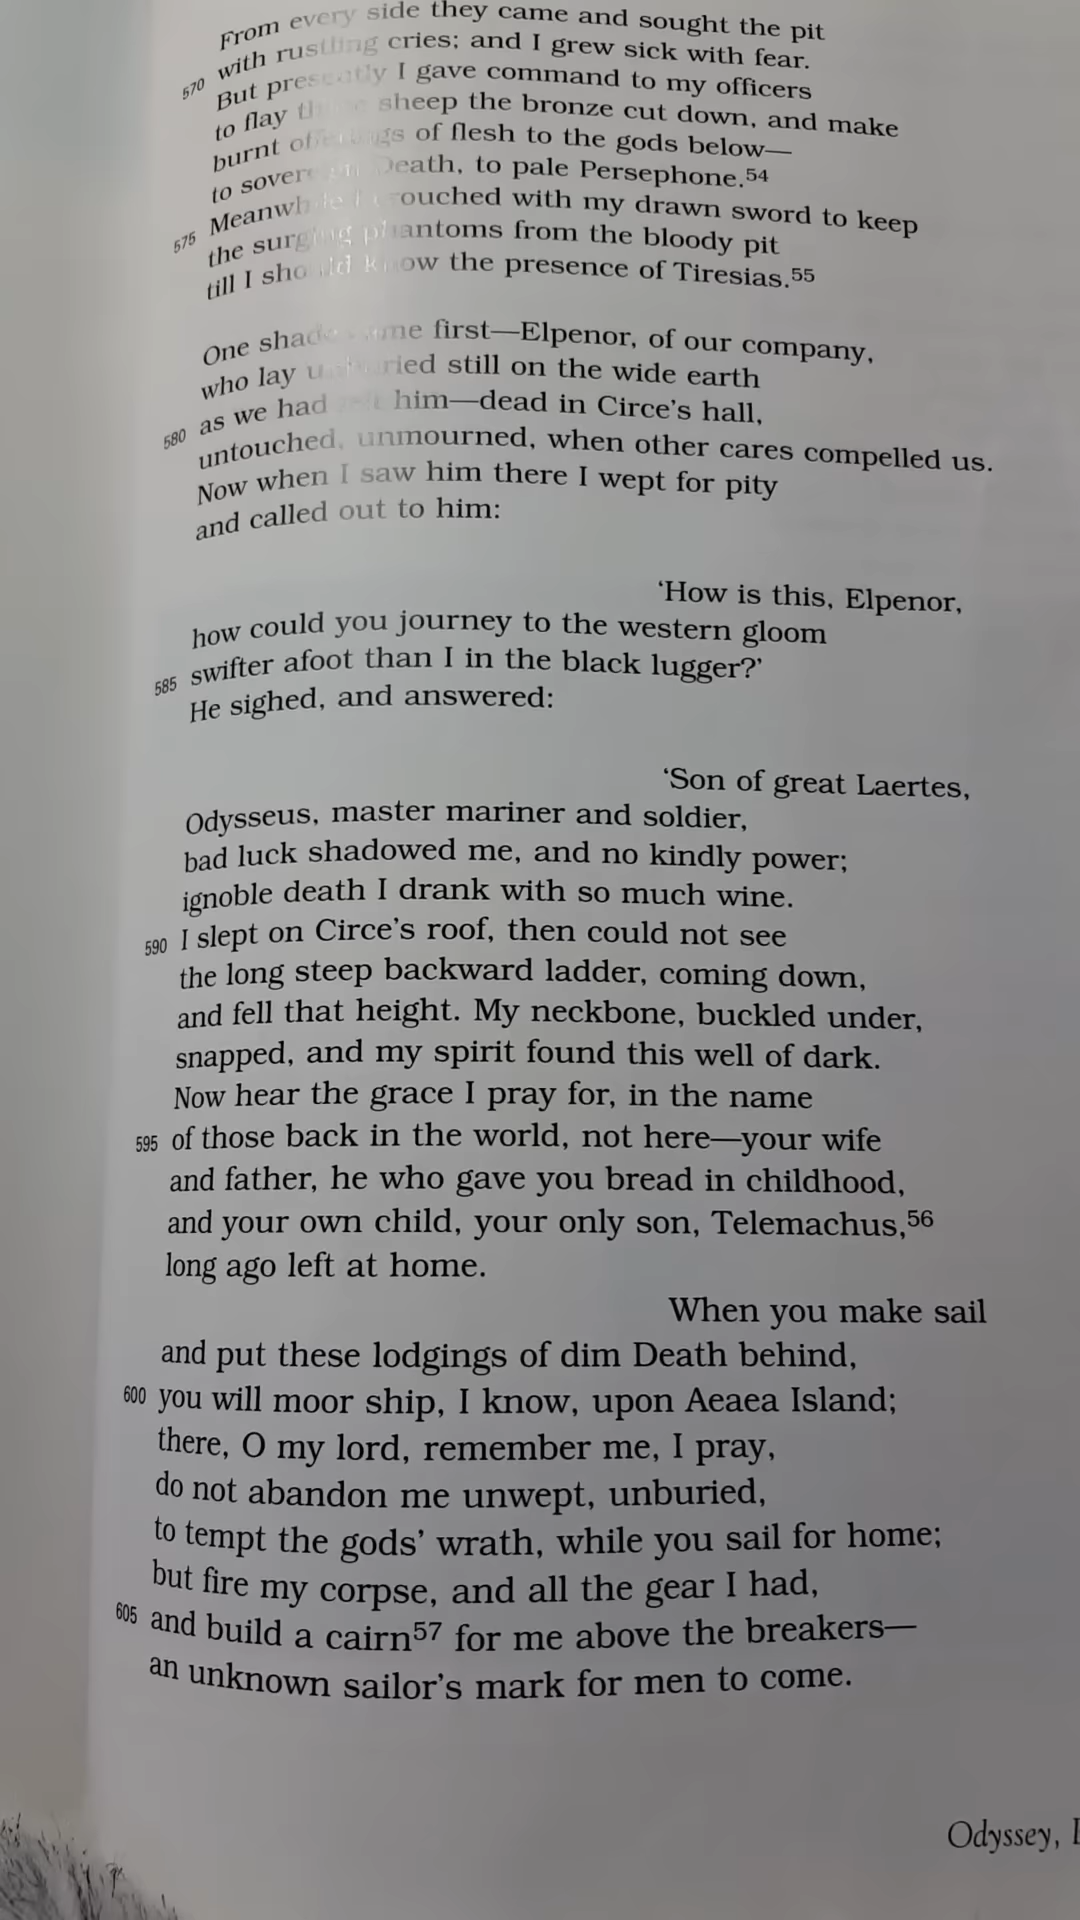 From every side they came and sought the pit
with rustling cries; and I grew sick with fear.
570 But presently I gave command to my officers
to flay those sheep the bronze cut down, and make
burnt offerings of flesh to the gods below—
to sovereign Death, to pale Persephone.54
Meanwhile I crouched with my drawn sword to keep
575 the surging phantoms from the bloody pit
till I should know the presence of Tiresias.55
One shade came first—Elpenor, of our company,
who lay unburied still on the wide earth
as we had left him—dead in Circe's hall,
580 untouched, unmourned, when other cares compelled us.
Now when I saw him there I wept for pity
and called out to him:
‘How is this, Elpenor,
how could you journey to the western gloom
585 swifter afoot than I in the black lugger?’
He sighed, and answered:
‘Son of great Laertes,
Odysseus, master mariner and soldier,
bad luck shadowed me, and no kindly power;
ignoble death I drank with so much wine.
590 I slept on Circe's roof, then could not see
the long steep backward ladder, coming down,
and fell that height. My neckbone, buckled under,
snapped, and my spirit found this well of dark.
Now hear the grace I pray for, in the name
595 of those back in the world, not here—your wife
and father, he who gave you bread in childhood,
and your own child, your only son, Telemachus,56
long ago left at home.
When you make sail
and put these lodgings of dim Death behind,
600 you will moor ship, I know, upon Aeaea Island;
there, O my lord, remember me, I pray,
do not abandon me unwept, unburied,
to tempt the gods’ wrath, while you sail for home;
but fire my corpse, and all the gear I had,
605 and build a cairn57 for me above the breakers—
an unknown sailor's mark for men to come.
Odyssey,